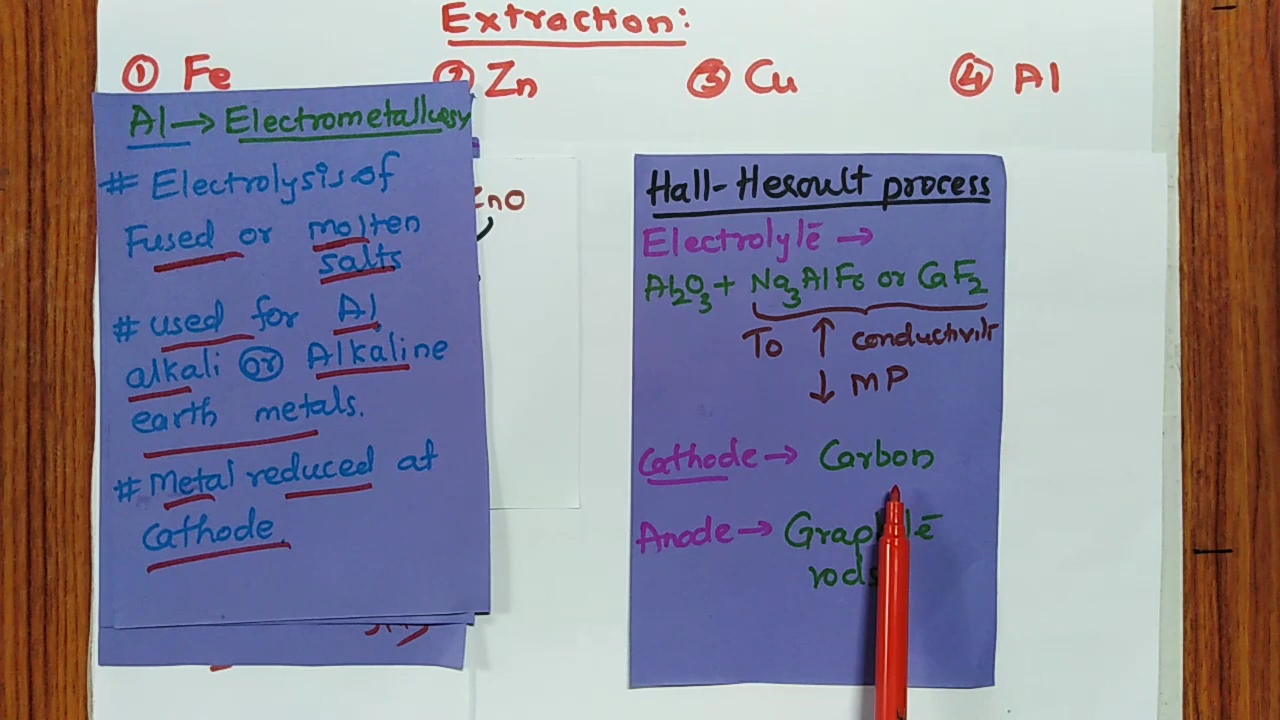 Extraction:
① Fe
② Zn
③ Cu
④ Al
Al → Electrometallurgy
# Electrolysis of
Fused or molten
salts
# used for Al
alkali or Alkaline
earth metals.
# Metal reduced at
cathode.
ZnO
Hall-Heroult process
Electrolyte →
Al₂O₃ + Na₃AlF₆ or CaF₂
To ↑ conductivity
↓ MP
Cathode → Carbon
Anode → Graphite
rods